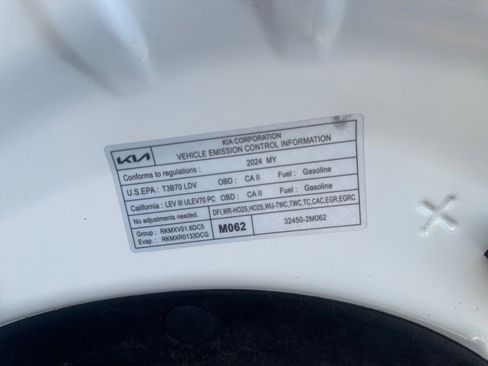 KIA CORPORATION
KIA VEHICLE EMISSION CONTROL INFORMATION
Conforms to regulations : 2024 MY
U.S.EPA : T3B70 LDV OBD : CA II Fuel : Gasoline
California : LEV III ULEV70 PC OBD : CA II Fuel : Gasoline
No adjustments needed. DFI,WR-HO2S,HO2S,WU-TWC,TWC,TC,CAC,EGR,EGRC
Group : RKMXV01.6DC5 M062 32450-2M062
Evap. : RKMXR0133DCG